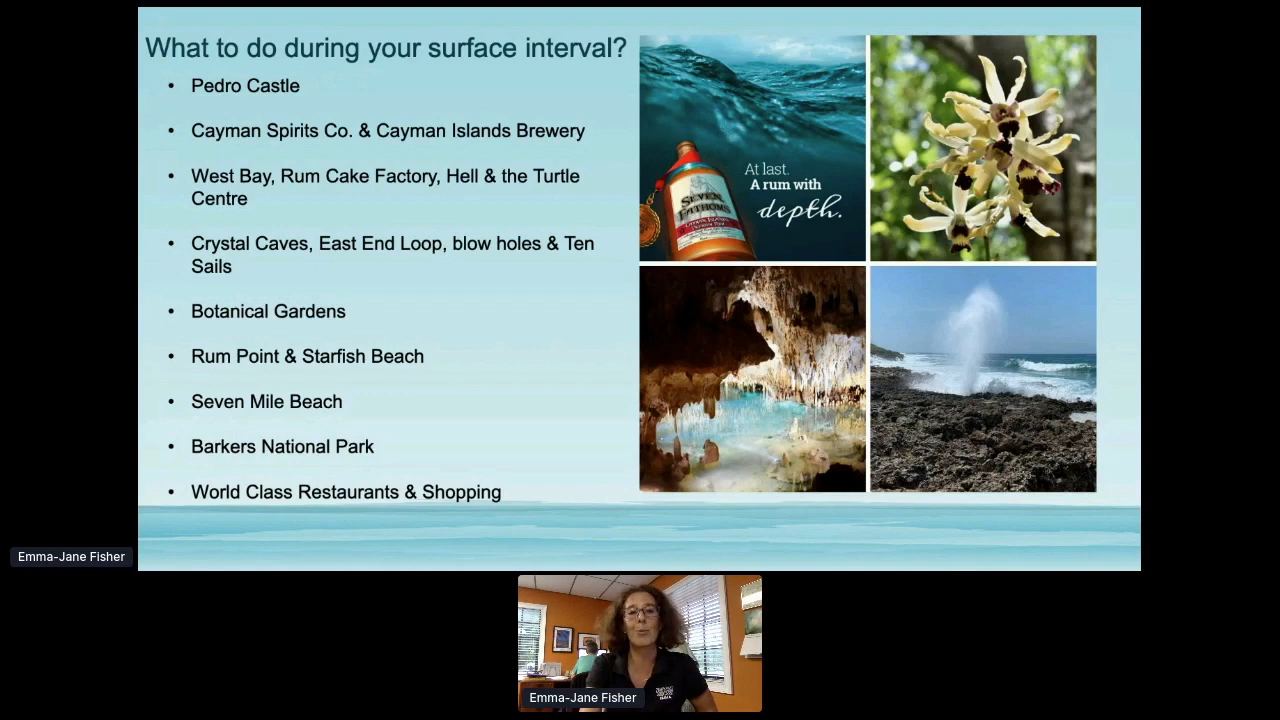 What to do during your surface interval?
• Pedro Castle
• Cayman Spirits Co. & Cayman Islands Brewery
• West Bay, Rum Cake Factory, Hell & the Turtle
Centre
• Crystal Caves, East End Loop, blow holes & Ten
Sails
• Botanical Gardens
• Rum Point & Starfish Beach
• Seven Mile Beach
• Barkers National Park
• World Class Restaurants & Shopping
At last.
A rum with
depth.
SEVEN
FATHOMS
Emma-Jane Fisher
Emma-Jane Fisher